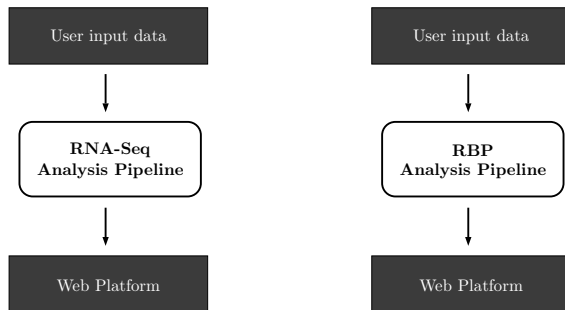 User input data
RNA-Seq
Analysis Pipeline
Web Platform
User input data
RBP
Analysis Pipeline
Web Platform